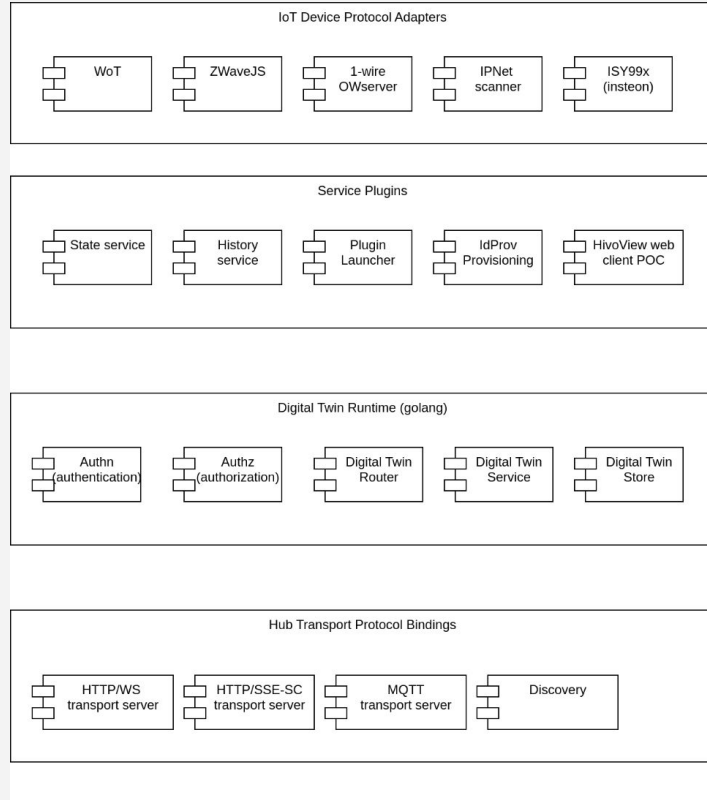 IoT Device Protocol Adapters
WoT
ZWaveJS
1-wire
OWserver
IPNet
scanner
ISY99x
(insteon)
Service Plugins
State service
History
service
Plugin
Launcher
IdProv
Provisioning
HivoView web
client POC
Digital Twin Runtime (golang)
Authn
(authentication)
Authz
(authorization)
Digital Twin
Router
Digital Twin
Service
Digital Twin
Store
Hub Transport Protocol Bindings
HTTP/WS
transport server
HTTP/SSE-SC
transport server
MQTT
transport server
Discovery